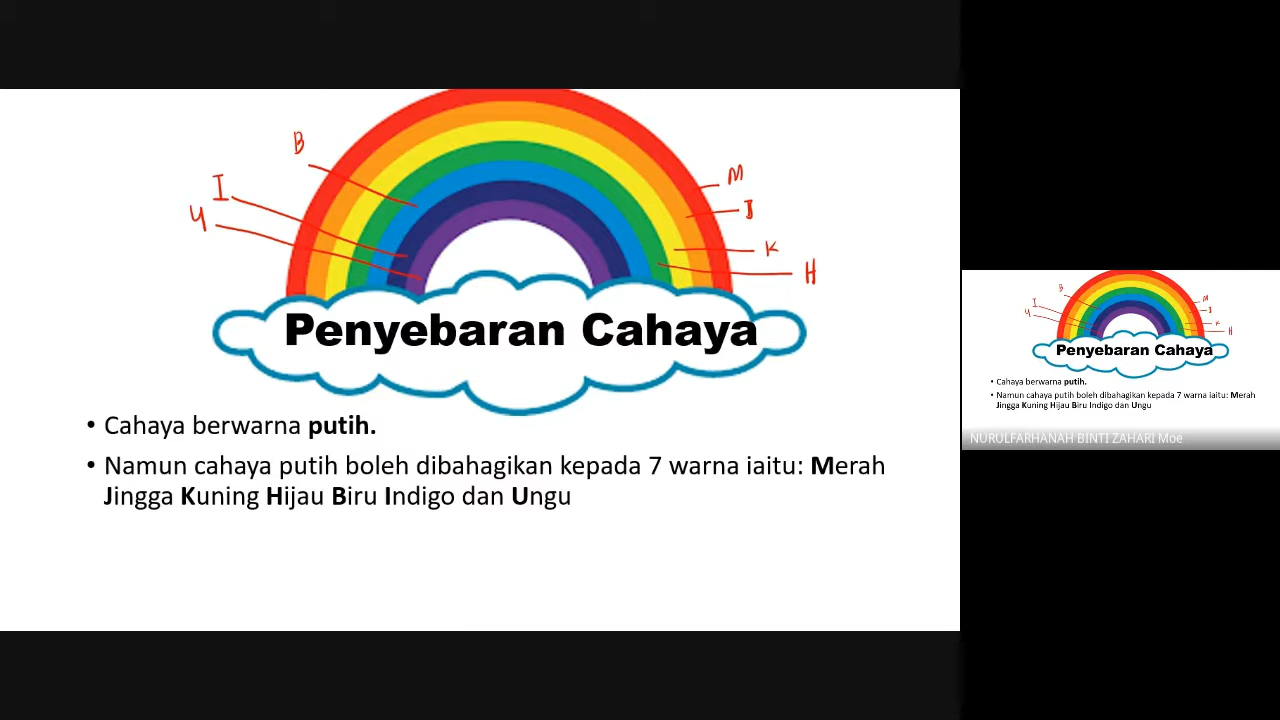 B
I
U
M
J
K
H
Penyebaran Cahaya
• Cahaya berwarna putih.
• Namun cahaya putih boleh dibahagikan kepada 7 warna iaitu: Merah
Jingga Kuning Hijau Biru Indigo dan Ungu
B
I
U
M
J
K
H
Penyebaran Cahaya
• Cahaya berwarna putih.
• Namun cahaya putih boleh dibahagikan kepada 7 warna iaitu: Merah
Jingga Kuning Hijau Biru Indigo dan Ungu
NURULFARHANAH BINTI ZAHARI Moe